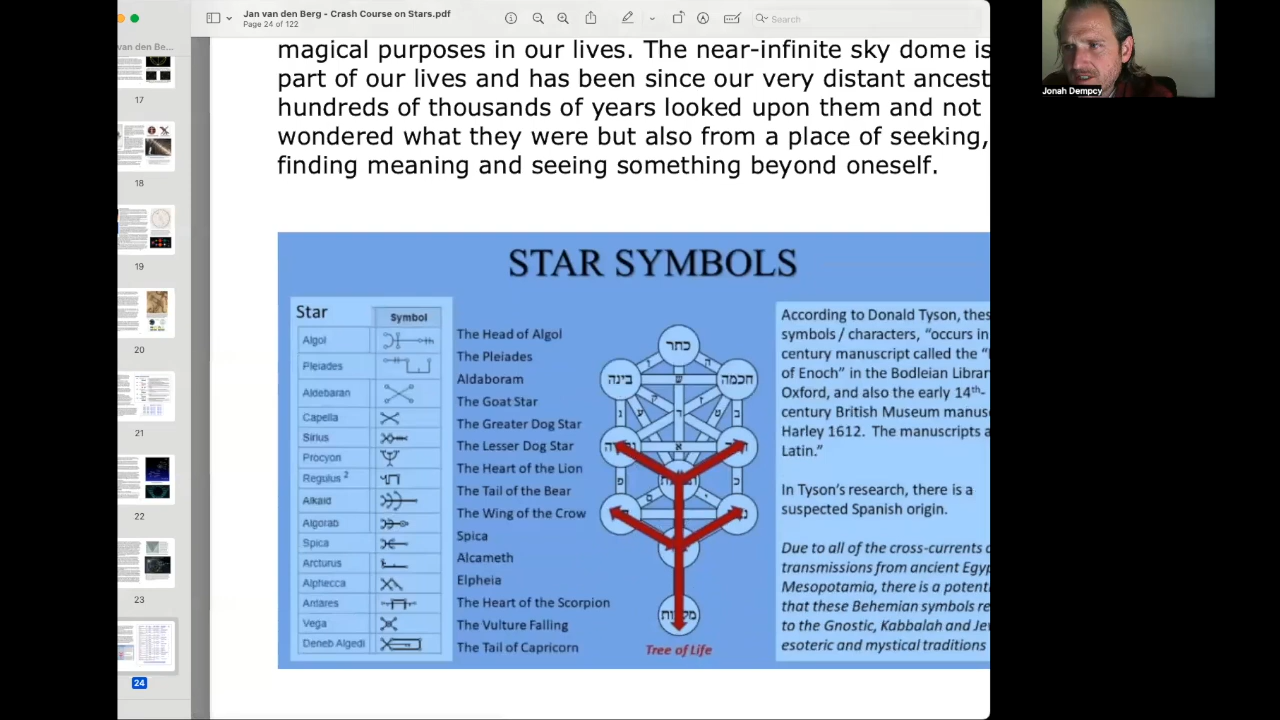 Jan van den Berg - Crash Course on Stars.pdf
Page 24 of 122
Search
van den Be...
17
18
19
20
21
22
23
24
magical purposes in our lives. The near-infinite sky dome is
part of our lives and has been since our very instant ancest
hundreds of thousands of years looked upon them and not
wondered what they were but also from a place of seeking,
finding meaning and seeing something beyond oneself.
STAR SYMBOLS
Star Symbol
Algol
Pleiades
Aldebaran
Capella
Sirius
Procyon
Regulus 2
Alkaid
Algorab
Spica
Arcturus
Alphecca
Antares
Vega
Deneb Algedi
The Head of Algol
The Pleiades
Aldaboram
The Goat Star
The Greater Dog Star
The Lesser Dog Star
The Heart of the Lion
The Tail of the Bear
The Wing of the Crow
Spica
Alcameth
Elpheia
The Heart of the Scorpion
The Vulture Falling
The Tail of Capricorn
כתר
בינה
חכמה
ה
ש
א
Tree of Life
According to Donald Tyson, thes
symbols / characters, "occurs in
century manuscript called the "
of Enoch" in the Bodleian Librar
Oxford, and also the early 14th-
century British Museum manus
Harley 1612. The manuscripts a
Latin."
In Tyson's research, there is a
suspected Spanish origin.
Due to all of the cross-currents
transmissions from ancient Egyp
Mesopotamia, there is a potenti
that these Behemian symbols re
to the Gnostic, Kabbalah and Jew
esoteric and mystical traditions
Jonah Dempcy